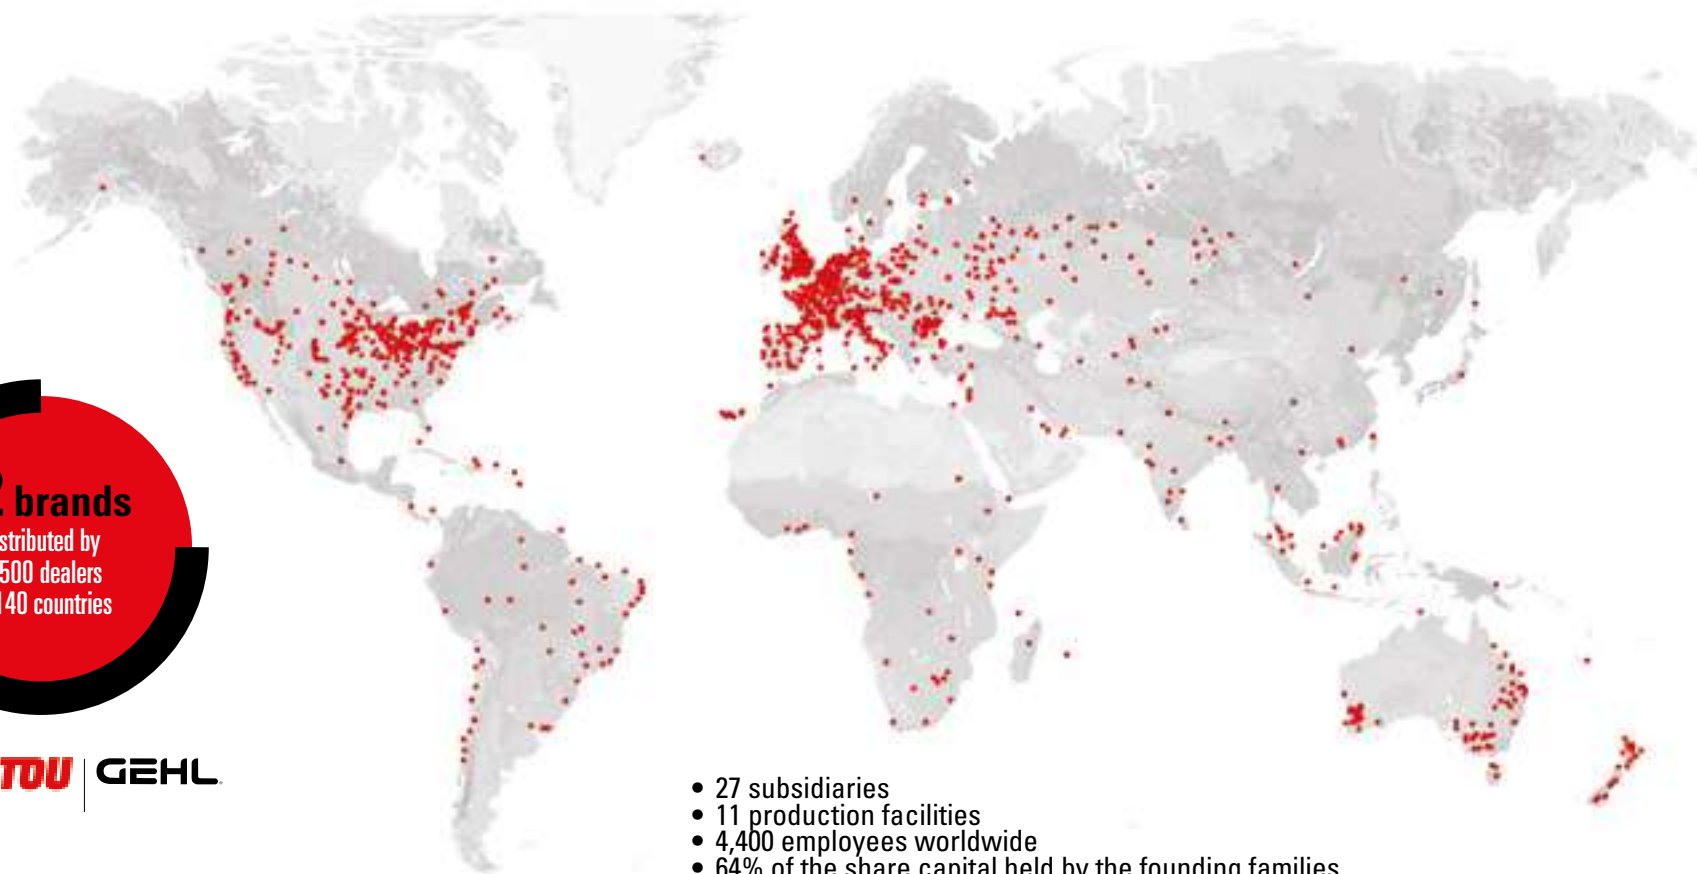 brands
stributed by
500 dealers
140 countries
TOU | GEHL
• 27 subsidiaries
• 11 production facilities
• 4,400 employees worldwide
• 64% of the share capital held by the founding families